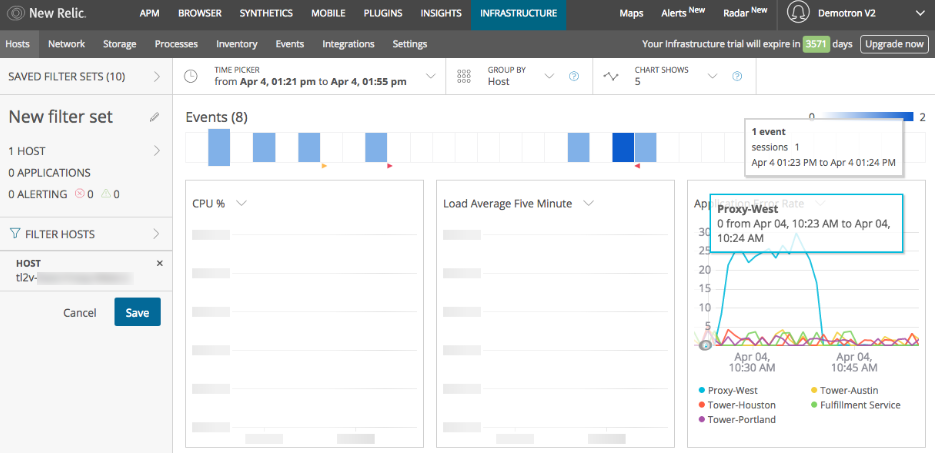 New Relic.
APM BROWSER SYNTHETICS MOBILE PLUGINS INSIGHTS INFRASTRUCTURE Maps Alerts New Radar New Demotron V2
Hosts Network Storage Processes Inventory Events Integrations Settings Your Infrastructure trial will expire in 3571 days Upgrade now
SAVED FILTER SETS (10)
TIME PICKER
from Apr 4, 01:21 pm to Apr 4, 01:55 pm
GROUP BY
Host
CHART SHOWS
5
New filter set
1 HOST
0 APPLICATIONS
0 ALERTING 0 0
FILTER HOSTS
HOST
tl2v-
Cancel Save
Events (8)
0 2
1 event
sessions 1
Apr 4 01:23 PM to Apr 4 01:24 PM
CPU %
Load Average Five Minute
Application Error Rate
Proxy-West
0 from Apr 04, 10:23 AM to Apr 04,
10:24 AM
30
25
20
15
10
5
Apr 04,
10:30 AM
Apr 04,
10:45 AM
Proxy-West Tower-Austin
Tower-Houston Fulfillment Service
Tower-Portland